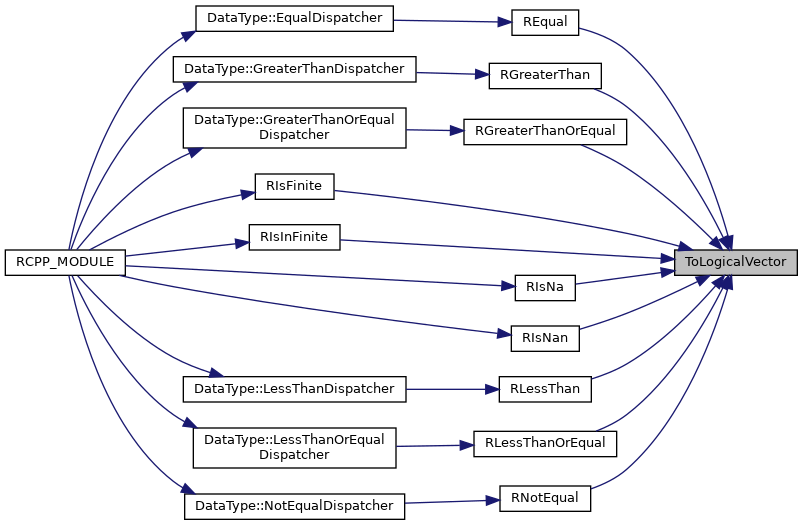 DataType::EqualDispatcher
REqual
DataType::GreaterThanDispatcher
RGreaterThan
DataType::GreaterThanOrEqual
Dispatcher
RGreaterThanOrEqual
RIsFinite
RIsInFinite
RCPP_MODULE
ToLogicalVector
RIsNa
RIsNan
DataType::LessThanDispatcher
RLessThan
DataType::LessThanOrEqual
Dispatcher
RLessThanOrEqual
DataType::NotEqualDispatcher
RNotEqual